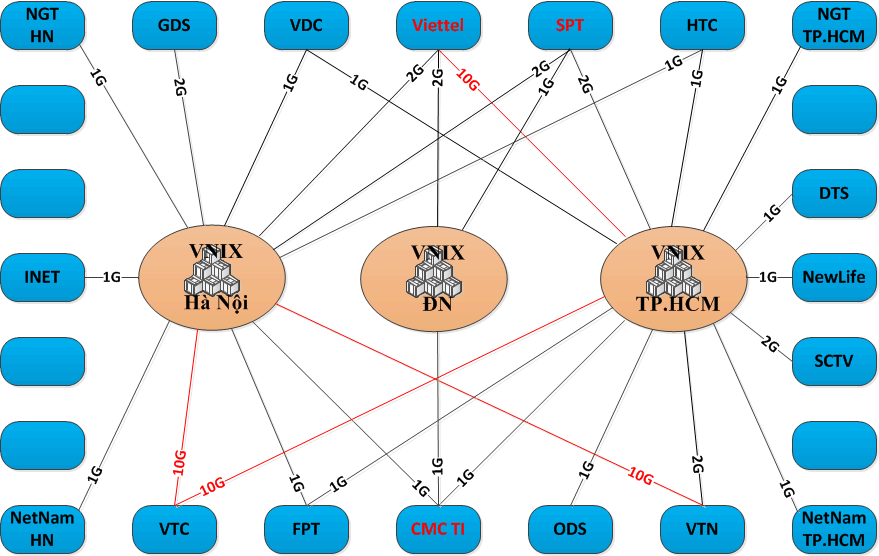 NGT
HN
GDS
VDC
Viettel
SPT
HTC
NGT
TP.HCM
1G
2G
1G
1G
2G
2G
10G
2G
1G
2G
1G
1G
1G
DTS
1G
VNIX
Hà Nội
VNIX
ĐN
VNIX
TP.HCM
INET
1G
1G
NewLife
2G
SCTV
1G
10G
10G
1G
1G
1G
1G
1G
1G
2G
10G
1G
NetNam
HN
VTC
FPT
CMC TI
ODS
VTN
NetNam
TP.HCM